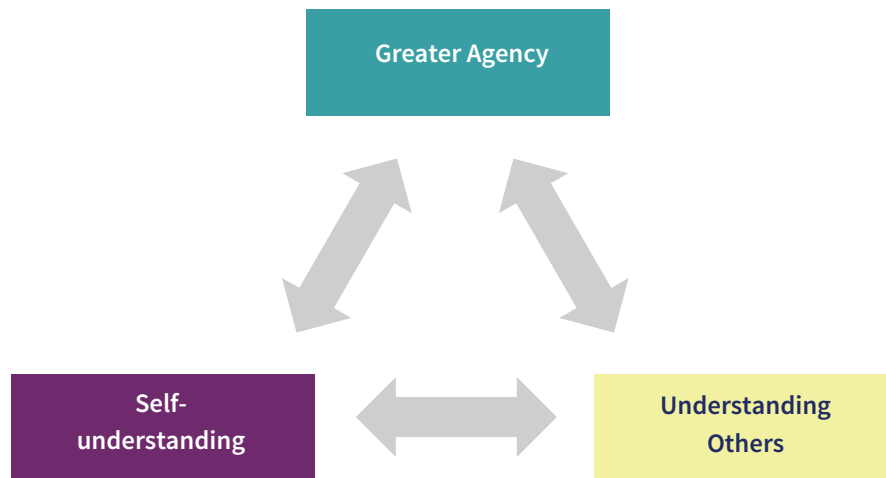 Greater Agency
Self-
understanding
Understanding
Others